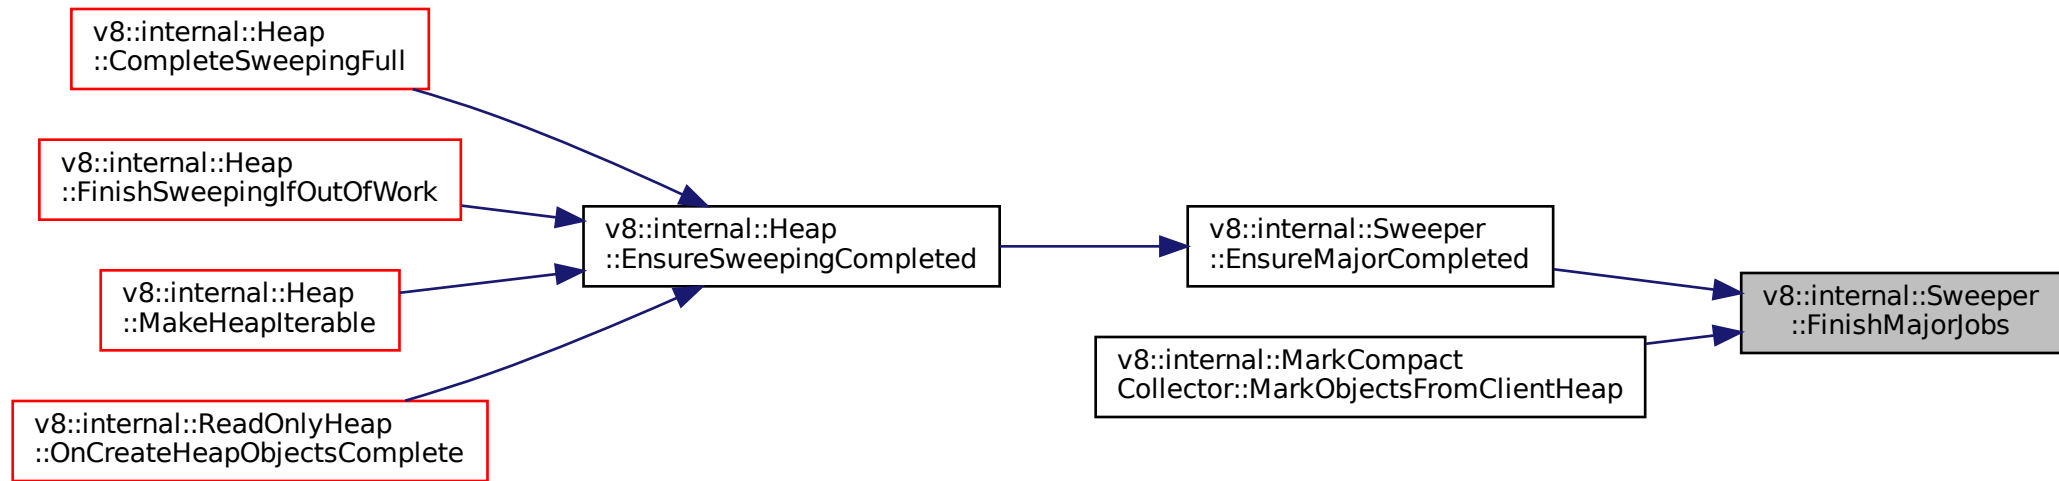 v8::internal::Heap
::CompleteSweepingFull
v8::internal::Heap
::FinishSweepingIfOutOfWork
v8::internal::Heap
::MakeHeapIterable
v8::internal::ReadOnlyHeap
::OnCreateHeapObjectsComplete
v8::internal::Heap
::EnsureSweepingCompleted
v8::internal::Sweeper
::EnsureMajorCompleted
v8::internal::MarkCompact
Collector::MarkObjectsFromClientHeap
v8::internal::Sweeper
::FinishMajorJobs